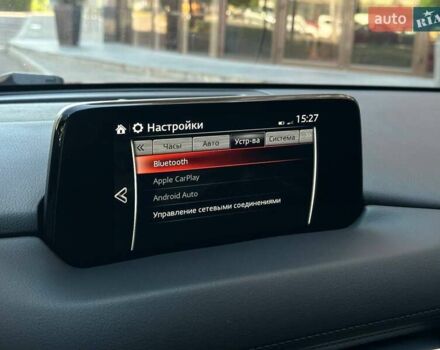 auto RIA
Настройки 15:27
« Часы Авто Устр-ва Система
Bluetooth
Apple CarPlay
Android Auto
Управление сетевыми соединениями